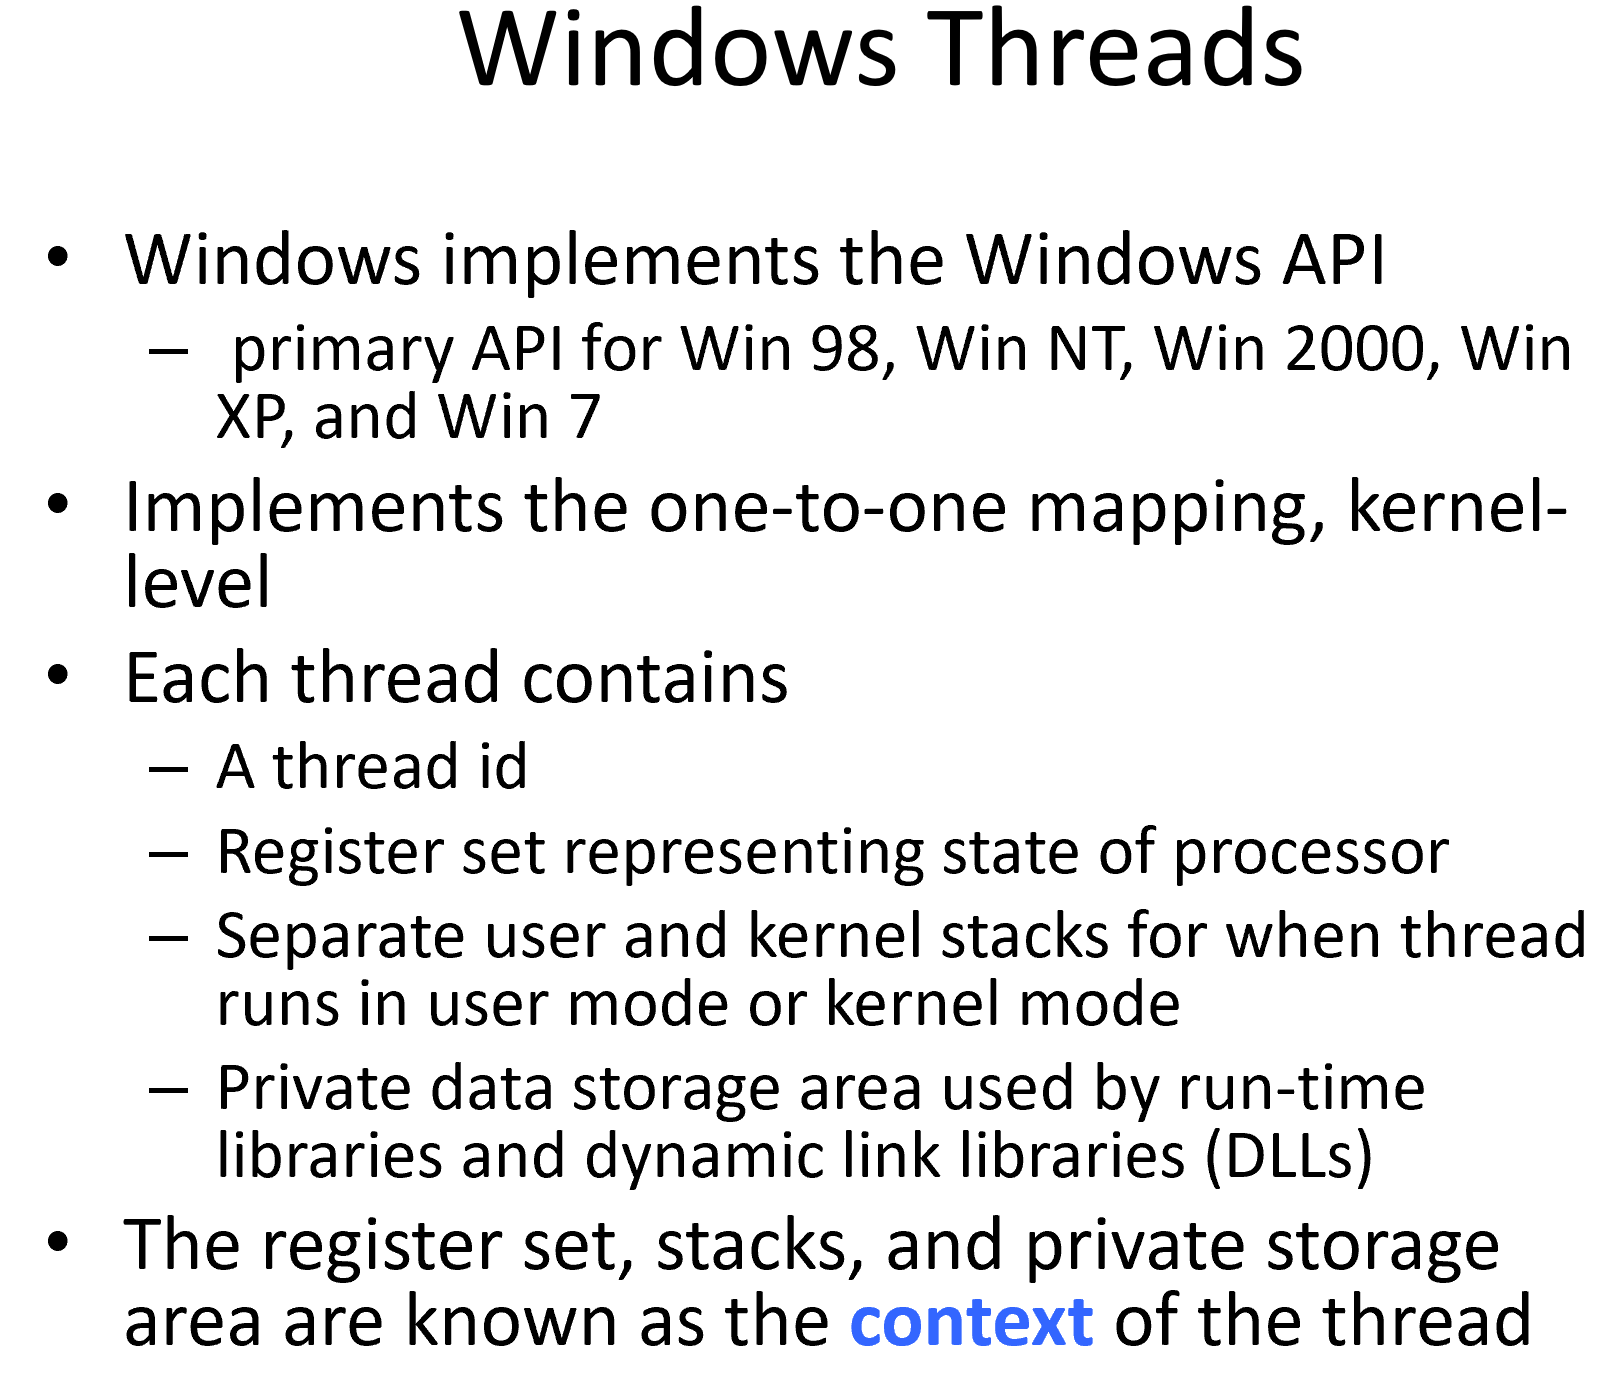 Windows Threads
• Windows implements the Windows API
– primary API for Win 98, Win NT, Win 2000, Win
XP, and Win 7
• Implements the one-to-one mapping, kernel-
level
• Each thread contains
– A thread id
– Register set representing state of processor
– Separate user and kernel stacks for when thread
runs in user mode or kernel mode
– Private data storage area used by run-time
libraries and dynamic link libraries (DLLs)
• The register set, stacks, and private storage
area are known as the context of the thread